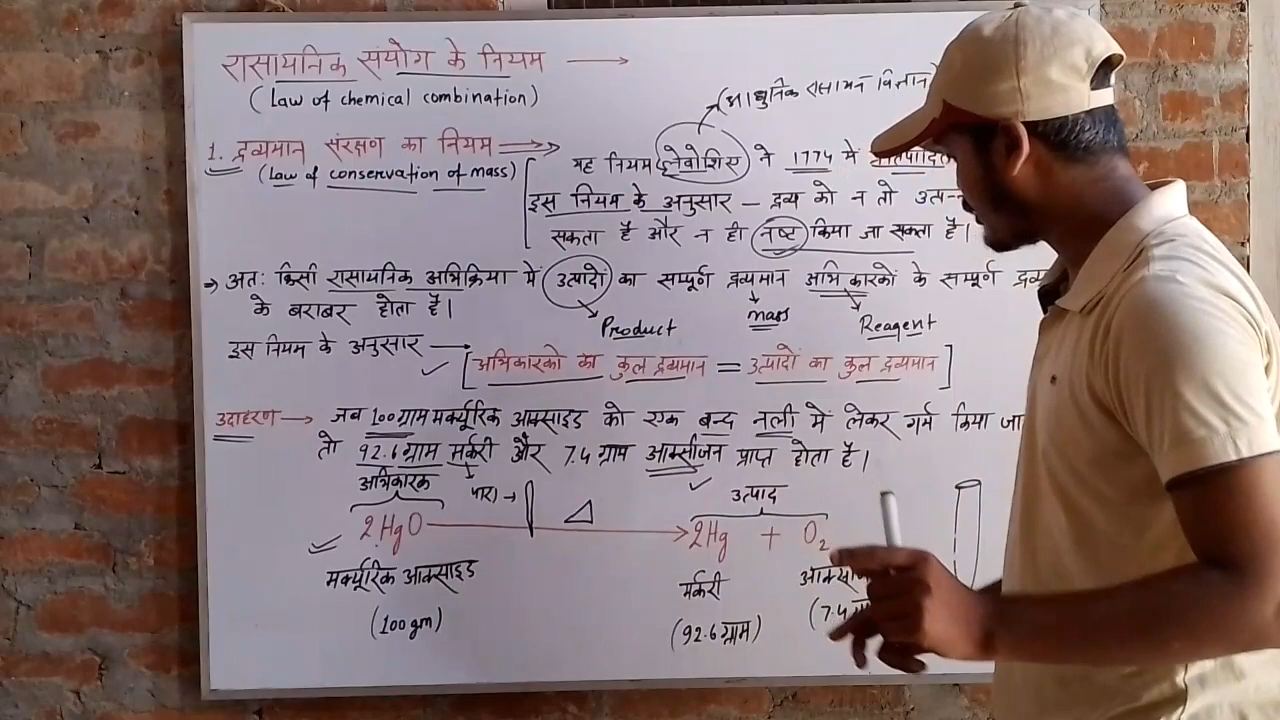 रासायनिक संयोग के नियम →
(Law of chemical combination)
(आधुनिक रसायन विज्ञान
1. द्रव्यमान संरक्षण का नियम ⇒
(Law of conservation of mass)
यह नियम लेवोशिए ने 1774 में
इस नियम के अनुसार – द्रव्य को न तो
सकता है और न ही नष्ट किया जा सकता है।
→ अतः किसी रासायनिक अभिक्रिया में उत्पादों का सम्पूर्ण द्रव्यमान अभिकारकों के सम्पूर्ण
के बराबर होता है।
Product
mass
Reagent
इस नियम के अनुसार →
[अभिकारकों का कुल द्रव्यमान = उत्पादों का कुल द्रव्यमान]
उदाहरण → जब 100 ग्राम मर्क्यूरिक आक्साइड को एक बन्द नली में लेकर गर्म किया
तो 92.6 ग्राम मर्करी और 7.4 ग्राम आक्सीजन प्राप्त होता है।
अभिकारक
पारा →
उत्पाद
2HgO → 2Hg + O₂
△
मर्क्यूरिक आक्साइड
मर्करी
(100 gm)
(92.6 ग्राम)
(7.4